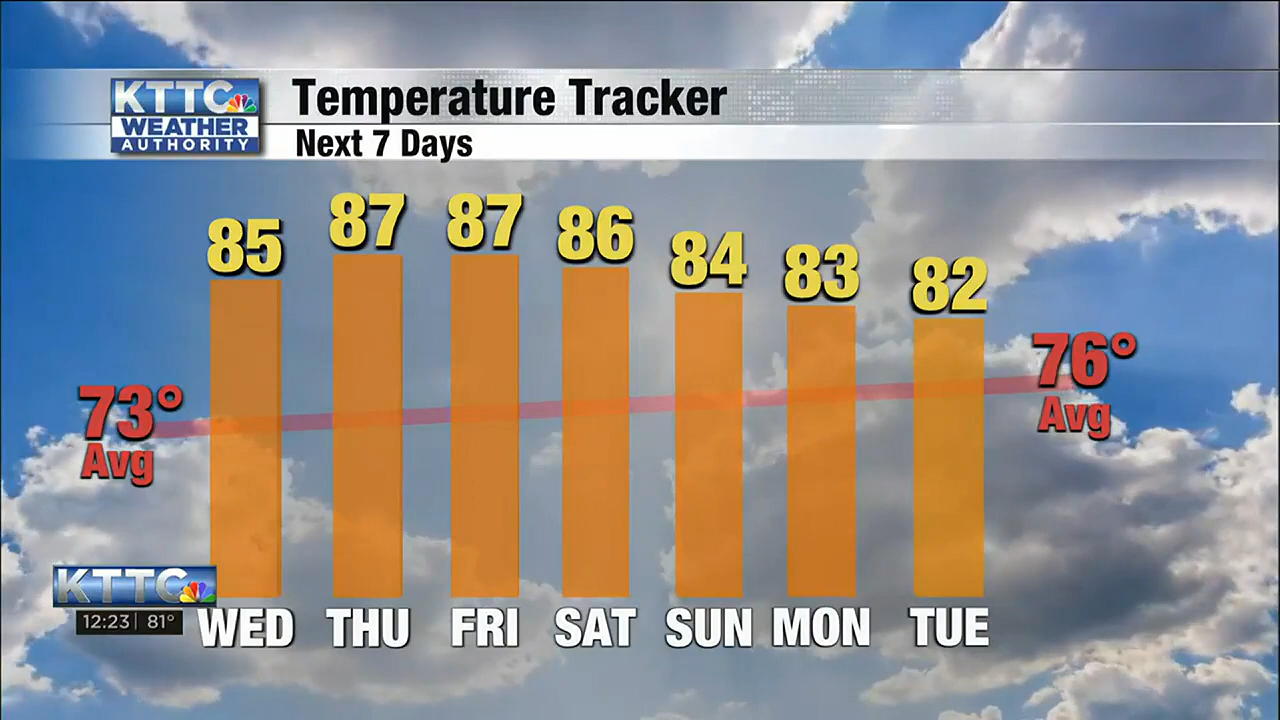 KTTC
WEATHER
AUTHORITY
Temperature Tracker
Next 7 Days
85 87 87 86 84 83 82
73° Avg
76° Avg
KTTC
12:23 | 81°
WED THU FRI SAT SUN MON TUE